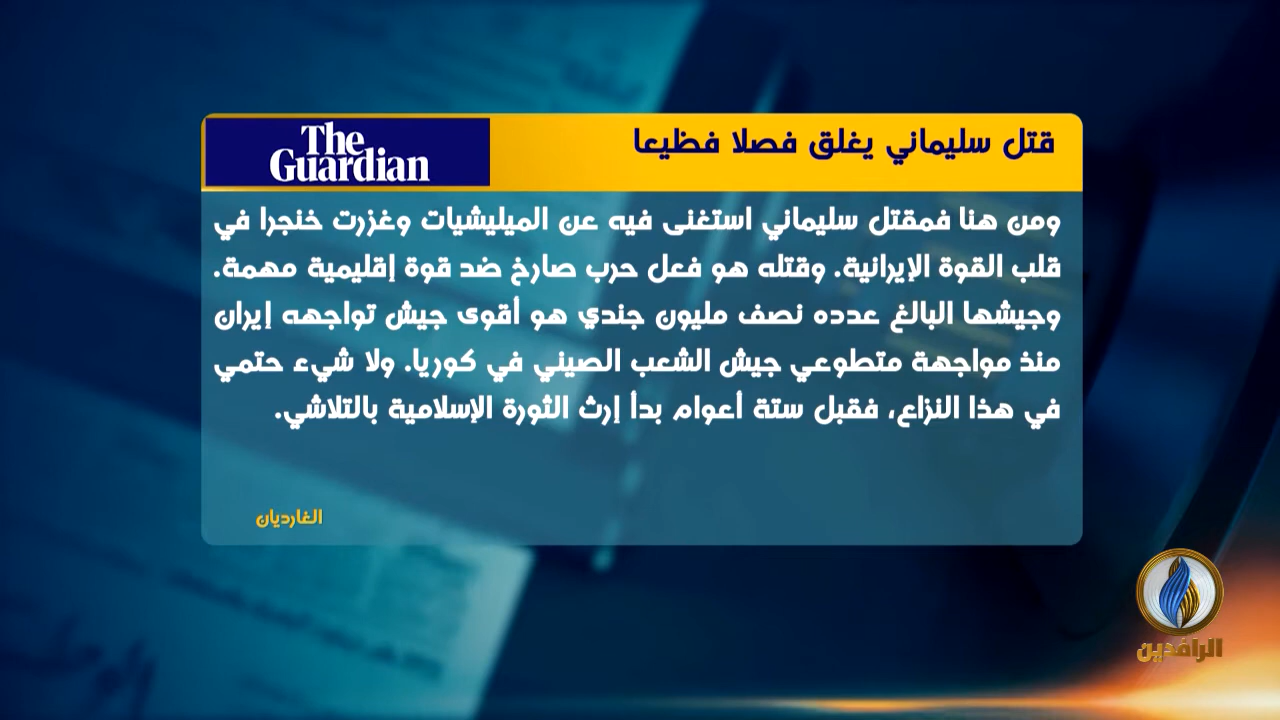 The
Guardian
قتل سليماني يغلق فصلا فظيعا
ومن هنا فمقتل سليماني استغنى فيه عن الميليشيات وغزرت خنجرا في
قلب القوة الإيرانية. وقتله هو فعل حرب صارخ ضد قوة إقليمية مهمة.
وجيشها البالغ عدده نصف مليون جندي هو أقوى جيش تواجهه إيران
منذ مواجهة متطوعي جيش الشعب الصيني في كوريا. ولا شيء حتمي
في هذا النزاع، فقبل ستة أعوام بدأ إرث الثورة الإسلامية بالتلاشي.
الغارديان
الرافدين